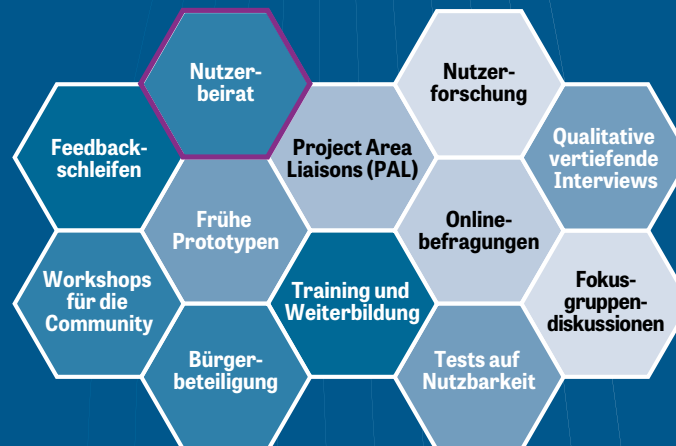 Nutzer-
beirat
Nutzer-
forschung
Feedback-
schleifen
Project Area
Liaisons (PAL)
Qualitative
vertiefende
Interviews
Frühe
Prototypen
Online-
befragungen
Workshops
für die
Community
Training und
Weiterbildung
Fokus-
gruppen-
diskussionen
Bürger-
beteiligung
Tests auf
Nutzbarkeit